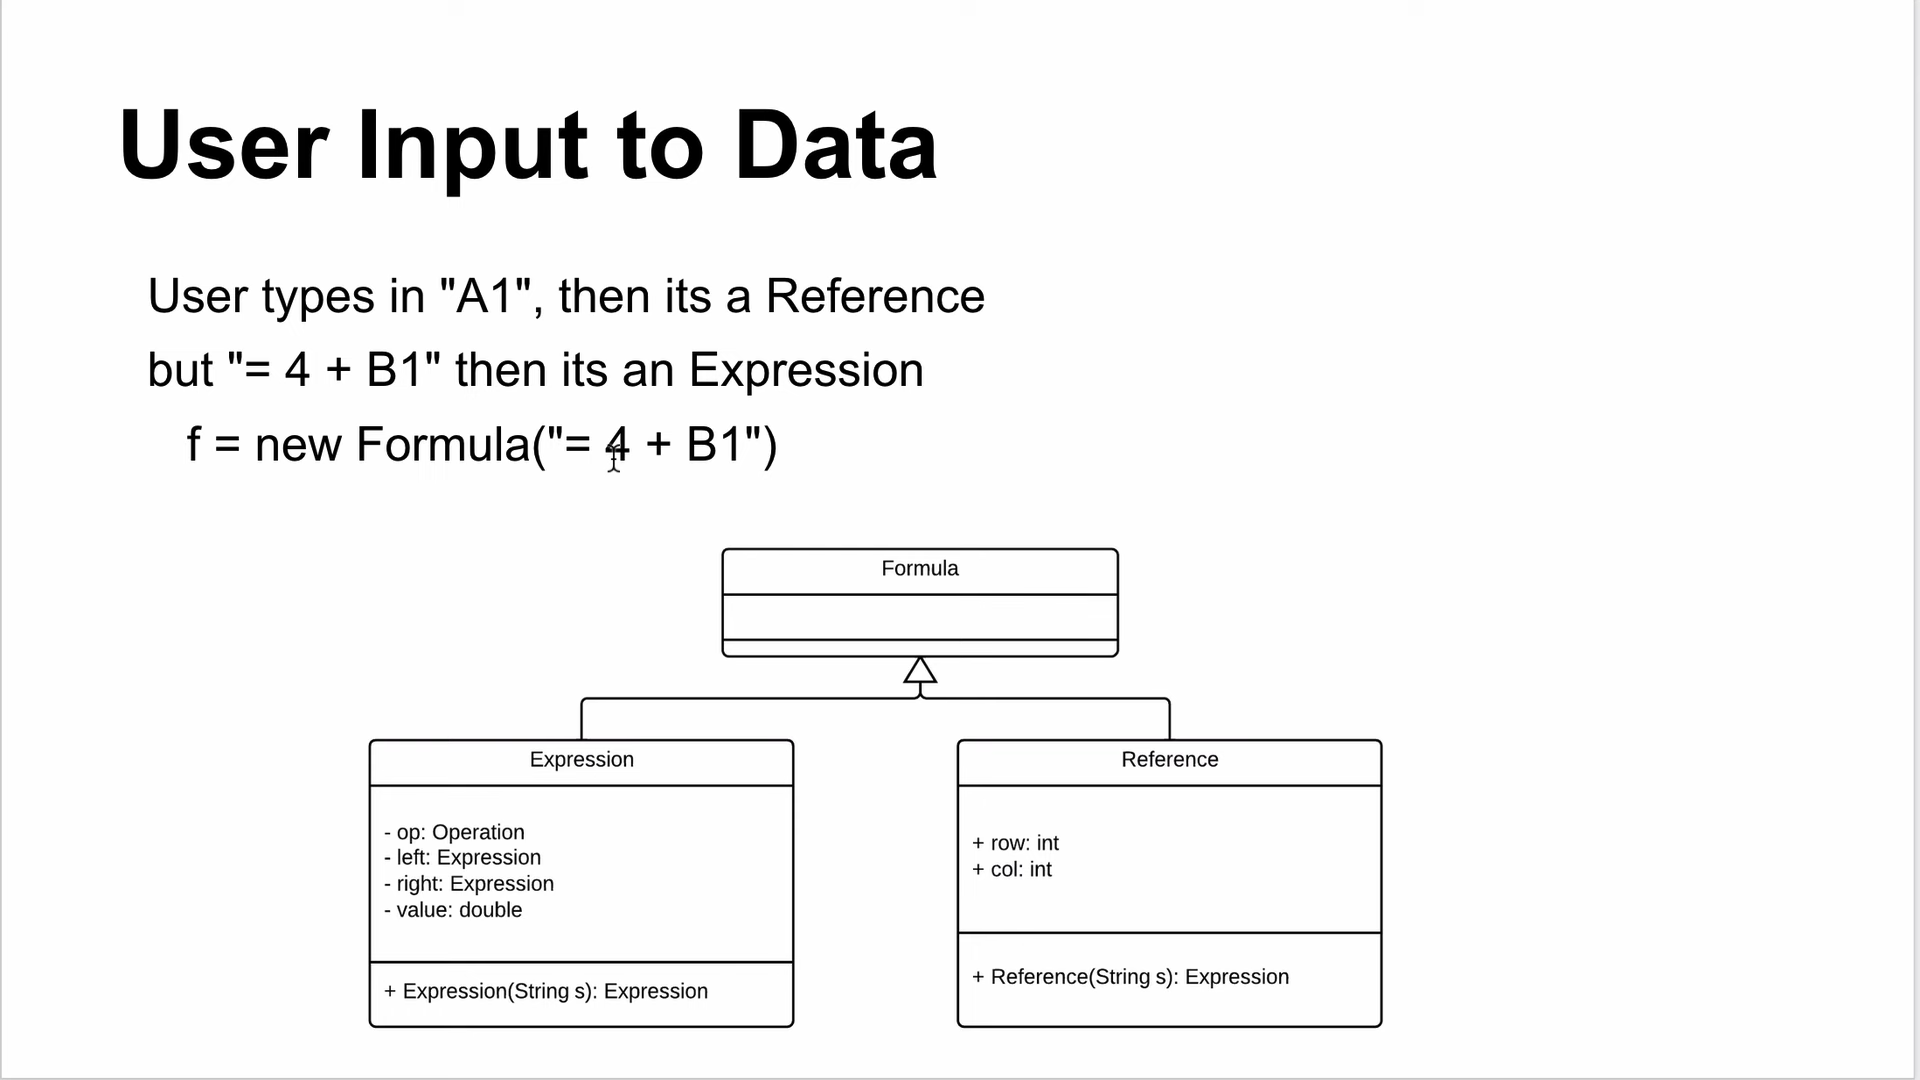 User Input to Data
User types in "A1", then its a Reference
but "= 4 + B1" then its an Expression
f = new Formula("= 4 + B1")
Formula
Expression
- op: Operation
- left: Expression
- right: Expression
- value: double
+ Expression(String s): Expression
Reference
+ row: int
+ col: int
+ Reference(String s): Expression